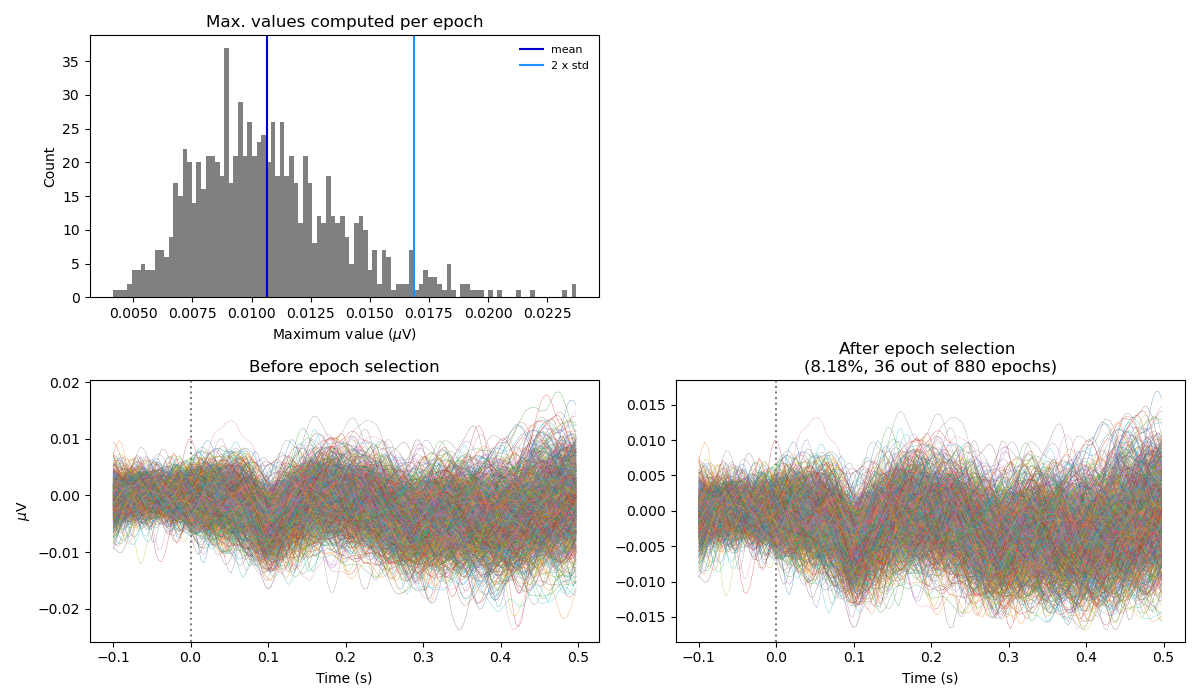 Max. values computed per epoch
mean
2 x std
Count
35
30
25
20
15
10
5
0
0.0050 0.0075 0.0100 0.0125 0.0150 0.0175 0.0200 0.0225
Maximum value (μV)
Before epoch selection
μV
0.02
0.01
0.00
−0.01
−0.02
−0.1 0.0 0.1 0.2 0.3 0.4 0.5
Time (s)
After epoch selection
(8.18%, 36 out of 880 epochs)
0.015
0.010
0.005
0.000
−0.005
−0.010
−0.015
−0.1 0.0 0.1 0.2 0.3 0.4 0.5
Time (s)